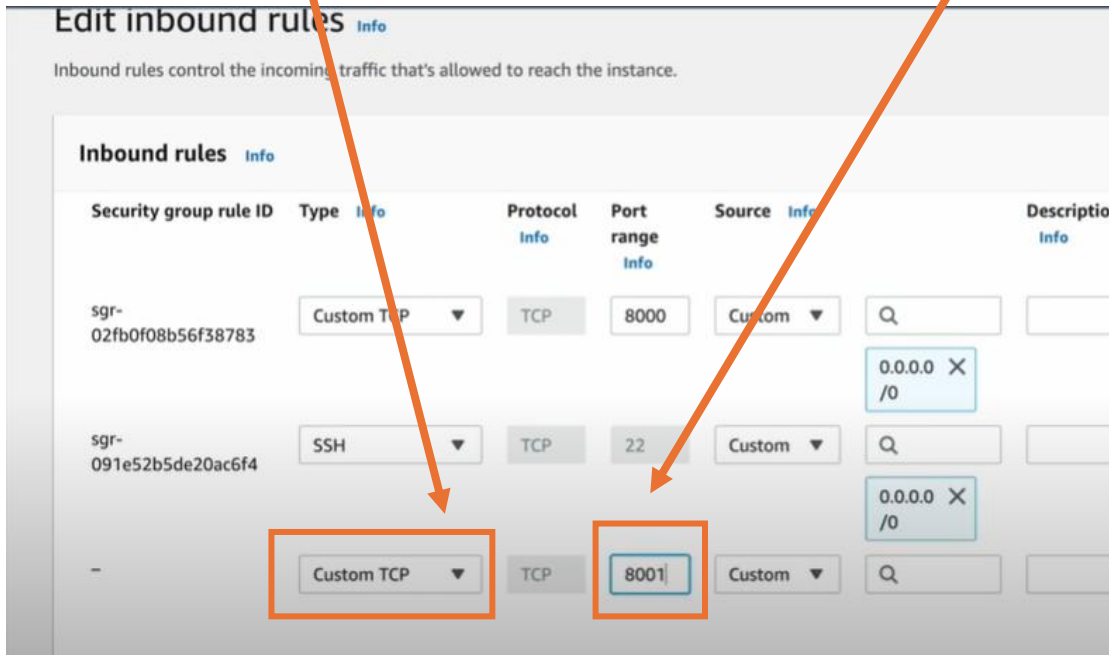 Edit inbound rules Info
Inbound rules control the incoming traffic that's allowed to reach the instance.
Inbound rules Info
Security group rule ID Type Info Protocol Info Port range Info Source Info Descriptio Info
sgr-
02fb0f08b56f38783
Custom TCP TCP 8000 Custom
0.0.0.0
/0
sgr-
091e52b5de20ac6f4
SSH TCP 22 Custom
0.0.0.0
/0
– Custom TCP TCP 8001 Custom